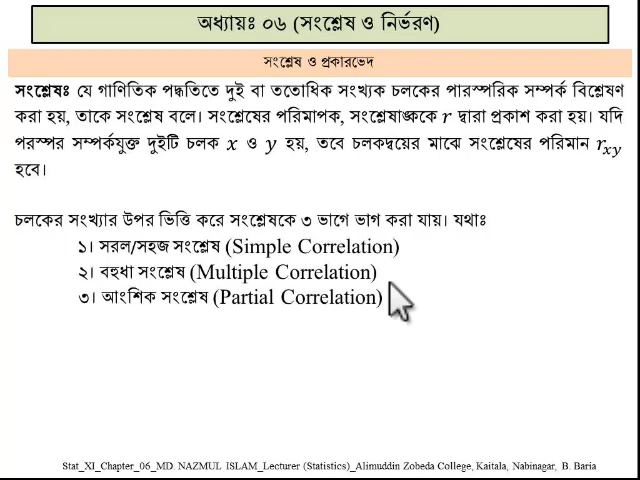 অধ্যায়ঃ ০৬ (সংশ্লেষ ও নির্ভরণ)
সংশ্লেষ ও প্রকারভেদ
সংশ্লেষঃ যে গাণিতিক পদ্ধতিতে দুই বা ততোধিক সংখ্যক চলকের পারস্পরিক সম্পর্ক বিশ্লেষণ
করা হয়, তাকে সংশ্লেষ বলে। সংশ্লেষের পরিমাপক, সংশ্লেষাঙ্ককে r দ্বারা প্রকাশ করা হয়। যদি
পরস্পর সম্পর্কযুক্ত দুইটি চলক x ও y হয়, তবে চলকদ্বয়ের মাঝে সংশ্লেষের পরিমান r_{xy}
হবে।
চলকের সংখ্যার উপর ভিত্তি করে সংশ্লেষকে ৩ ভাগে ভাগ করা যায়। যথাঃ
১। সরল/সহজ সংশ্লেষ (Simple Correlation)
২। বহুধা সংশ্লেষ (Multiple Correlation)
৩। আংশিক সংশ্লেষ (Partial Correlation)
Stat_XI_Chapter_06_MD. NAZMUL ISLAM_Lecturer (Statistics)_Alimuddin Zobeda College, Kaitala, Nabinagar, B. Baria